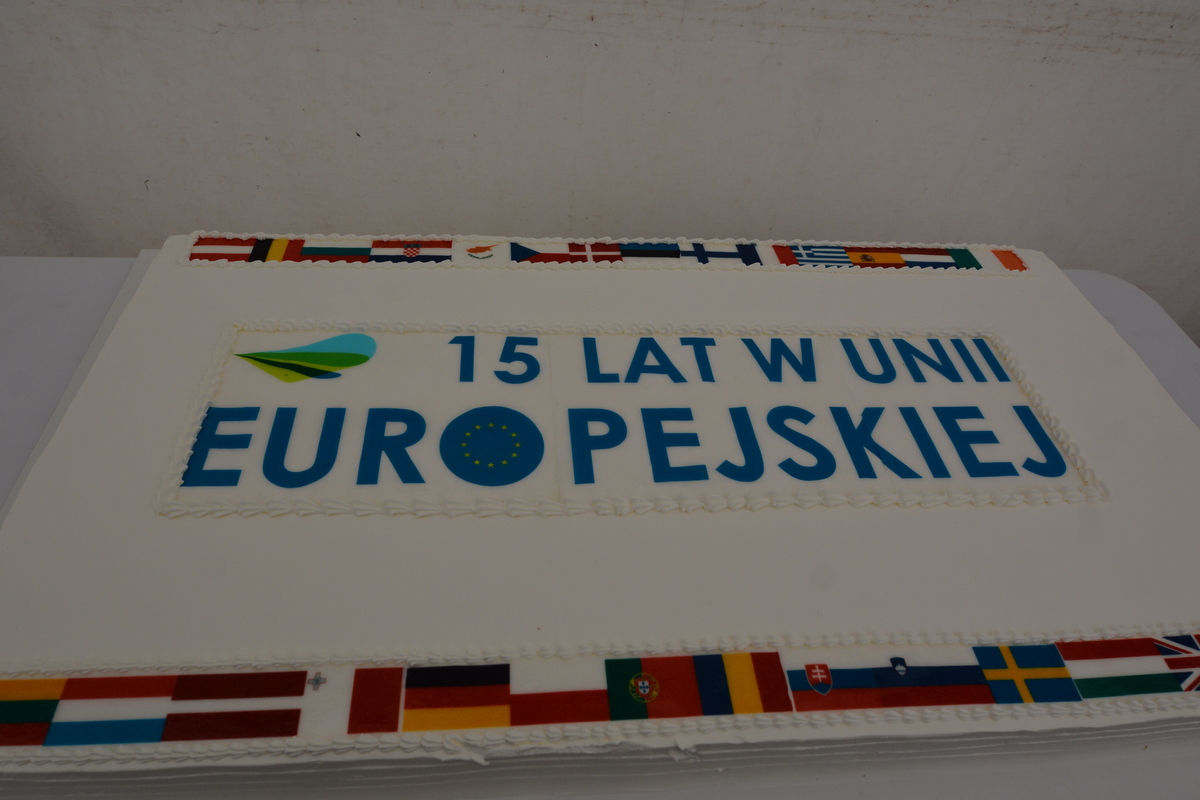 15 LAT W UNII
EUROPEJSKIEJ